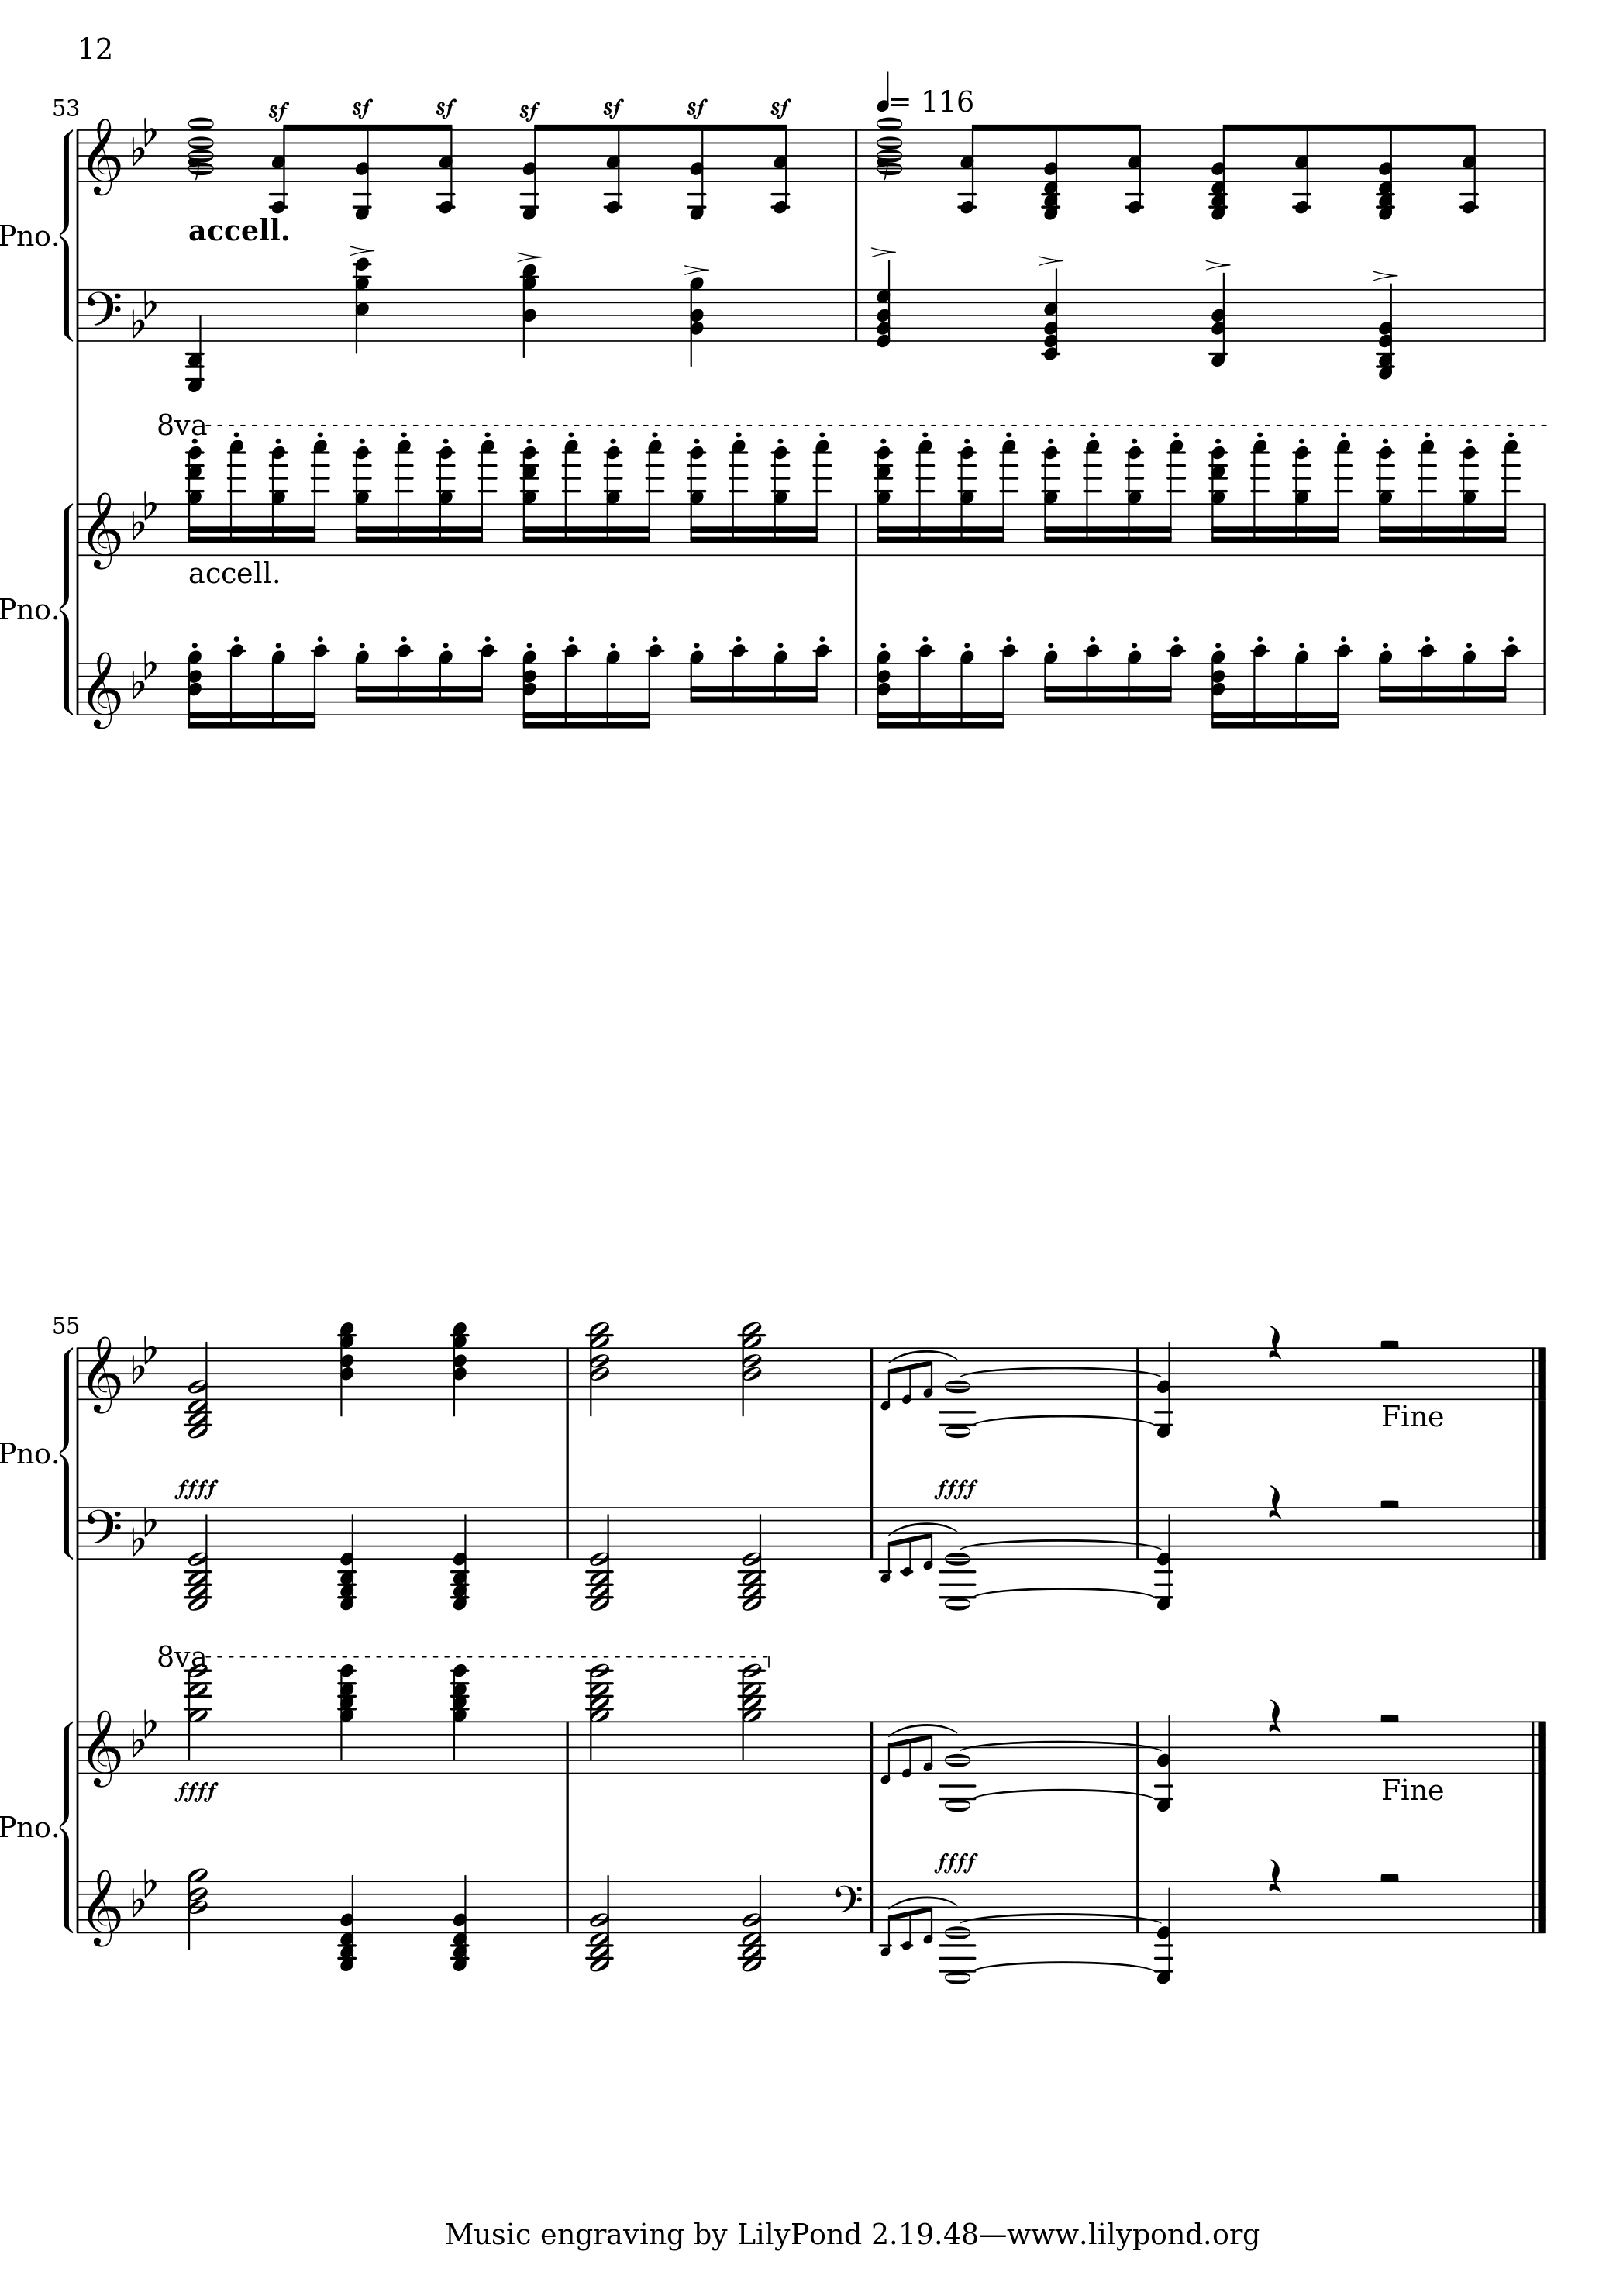 12
= 116
53
sf sf sf sf sf sf sf
Pno.
accell.
8va
accell.
Pno.
55
Fine
Pno.
ffff ffff
8va
ffff
Fine
Pno.
ffff
Music engraving by LilyPond 2.19.48—www.lilypond.org